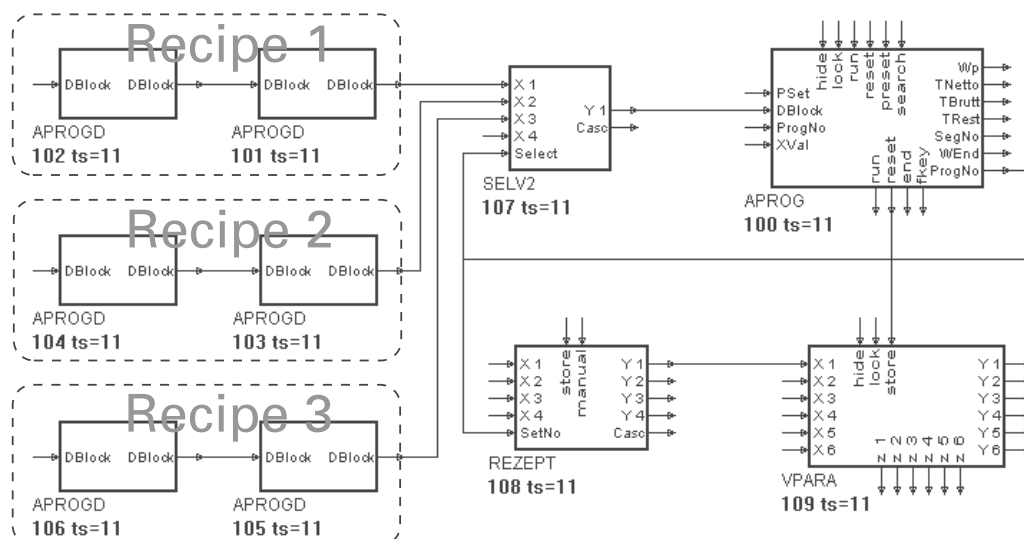 Recipe 1
DBlock DBlock
APROGD
102 ts=11
DBlock DBlock
APROGD
101 ts=11
Recipe 2
DBlock DBlock
APROGD
104 ts=11
DBlock DBlock
APROGD
103 ts=11
Recipe 3
DBlock DBlock
APROGD
106 ts=11
DBlock DBlock
APROGD
105 ts=11
X 1
X 2
X 3
X 4
Select
Y 1
Casc
SELV2
107 ts=11
hide
lock
run
reset
preset
search
PSet
DBlock
ProgNo
XVal
Wp
TNetto
TBrutt
TRest
SegNo
WEnd
ProgNo
run
reset
end
fkey
APROG
100 ts=11
store
manual
X 1
X 2
X 3
X 4
SetNo
Y 1
Y 2
Y 3
Y 4
Casc
REZEPT
108 ts=11
hide
lock
store
X 1
X 2
X 3
X 4
X 5
X 6
Y 1
Y 2
Y 3
Y 4
Y 5
Y 6
z 1
z 2
z 3
z 4
z 5
z 6
VPARA
109 ts=11